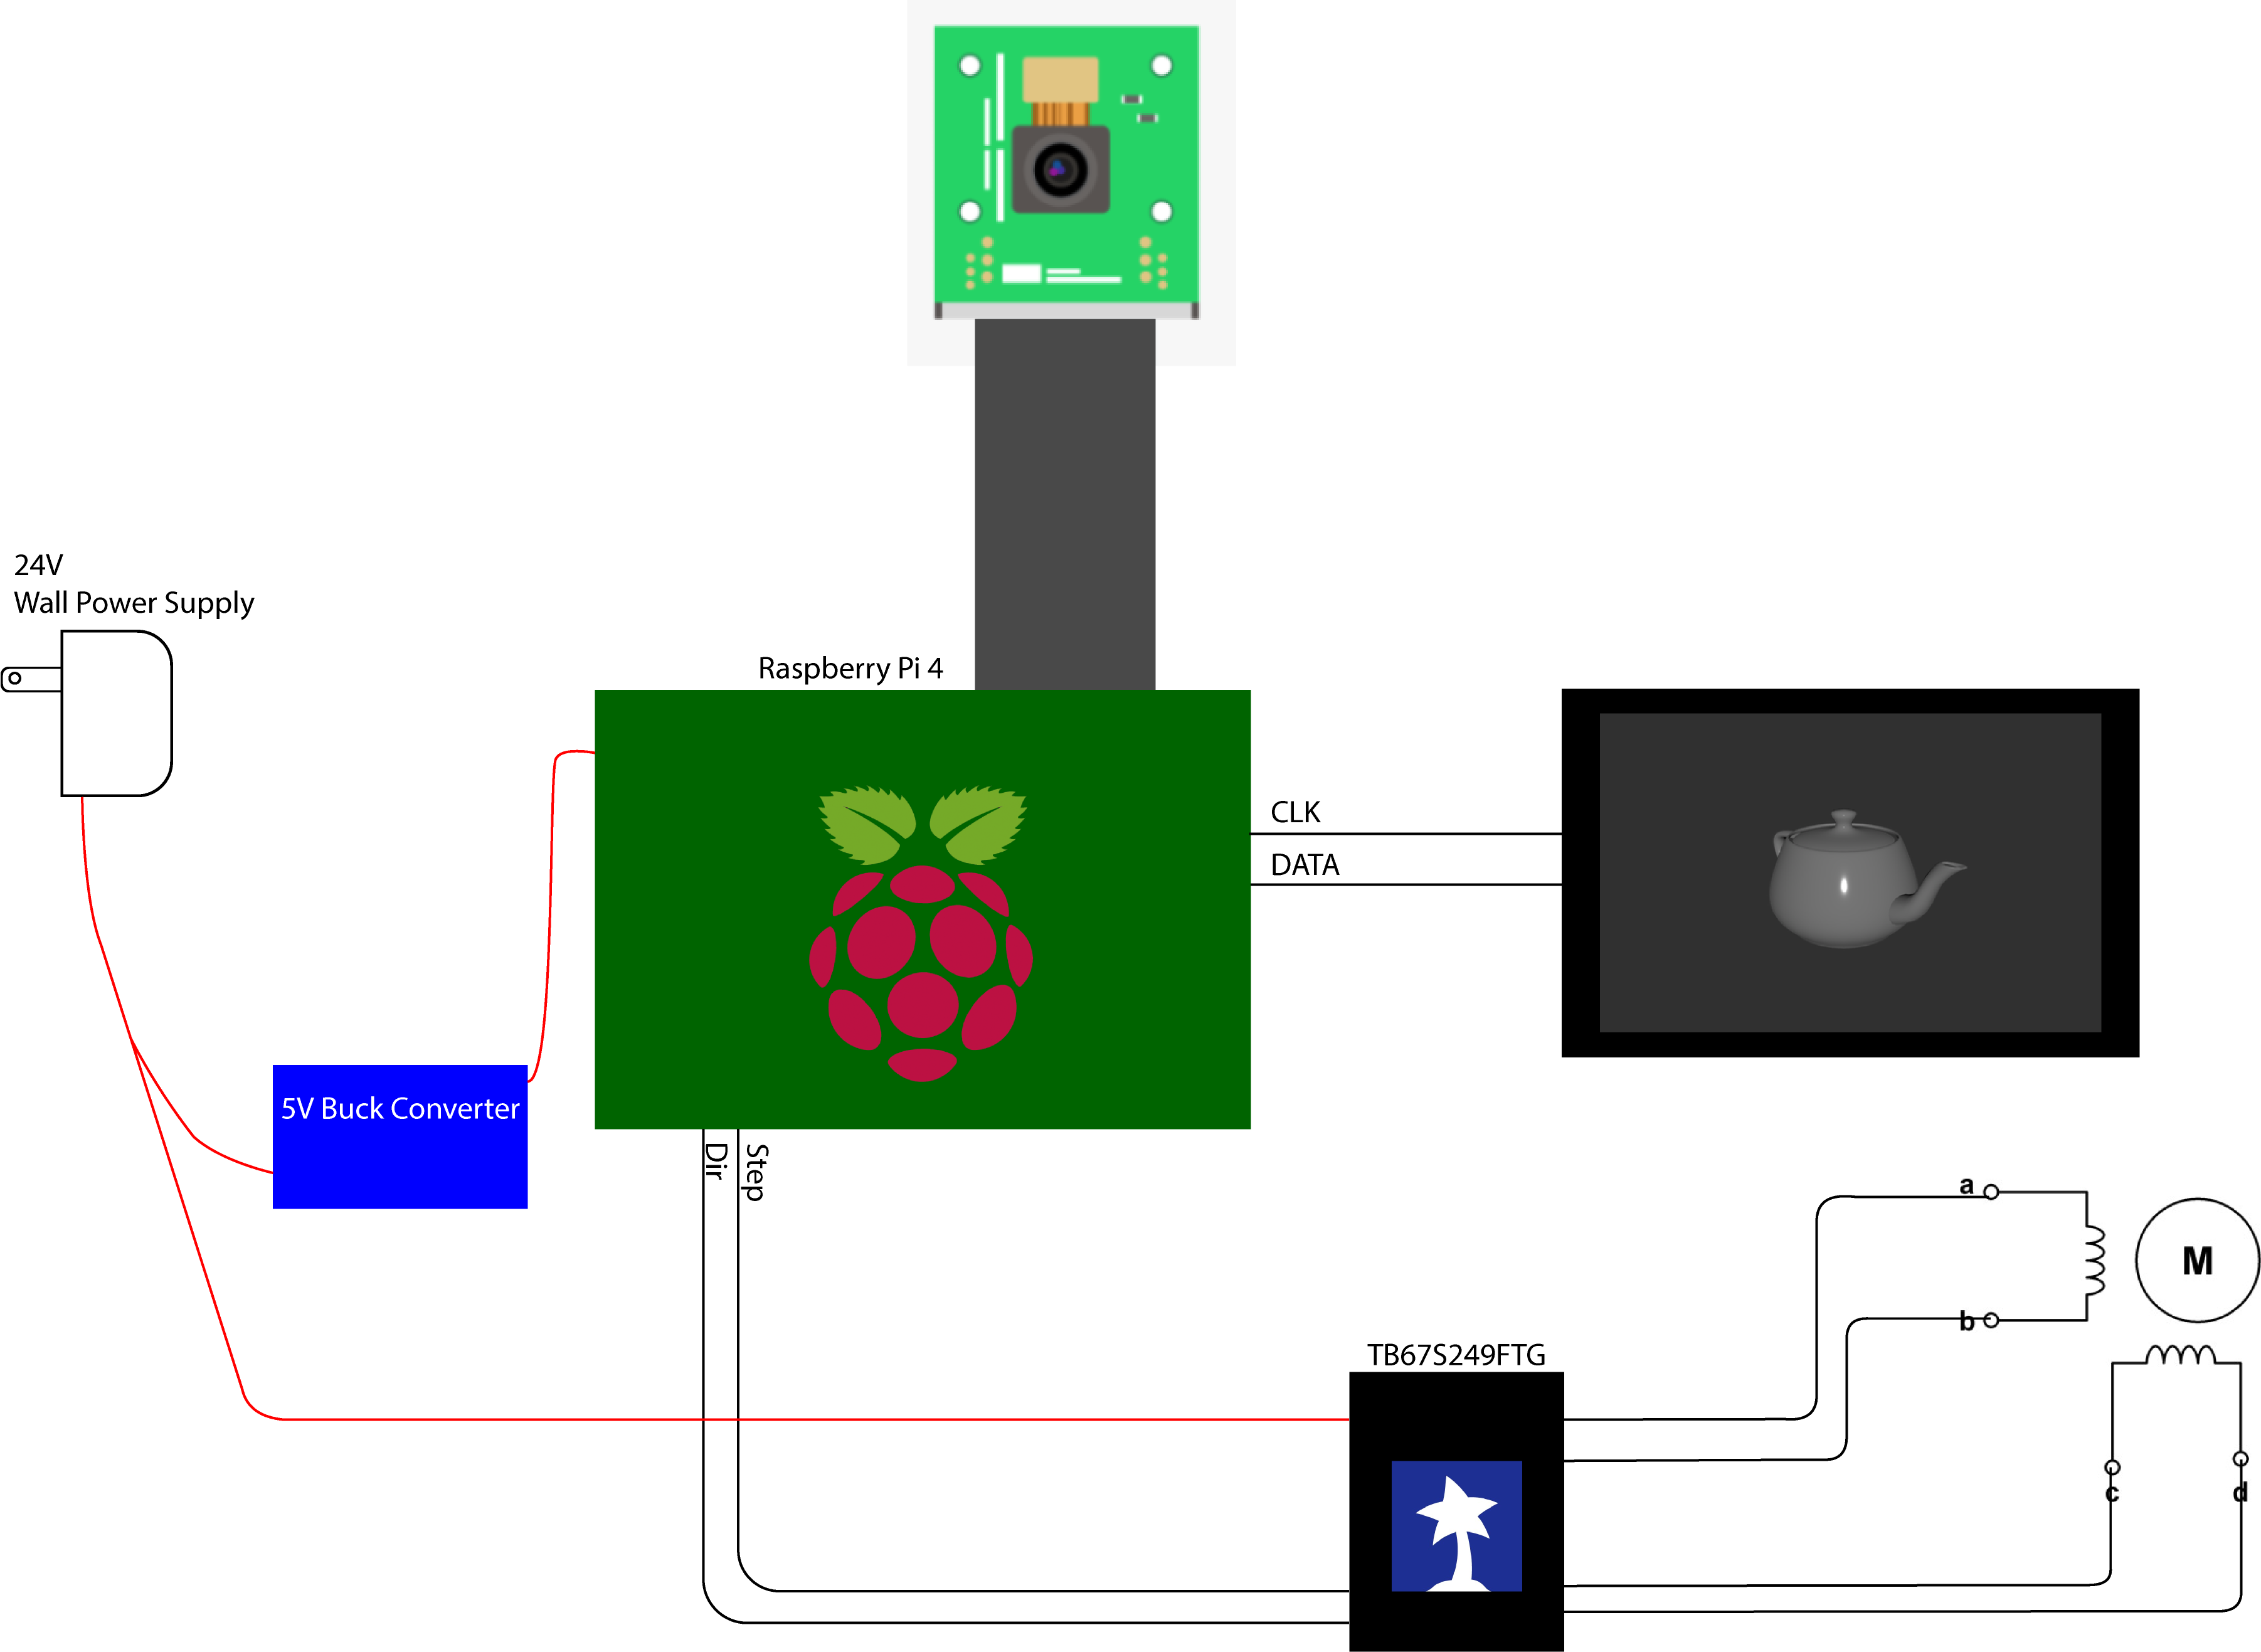 24V
Wall Power Supply
Raspberry Pi 4
CLK
DATA
5V Buck Converter
Dir
Step
a
M
b
TB67S249FTG
c
d